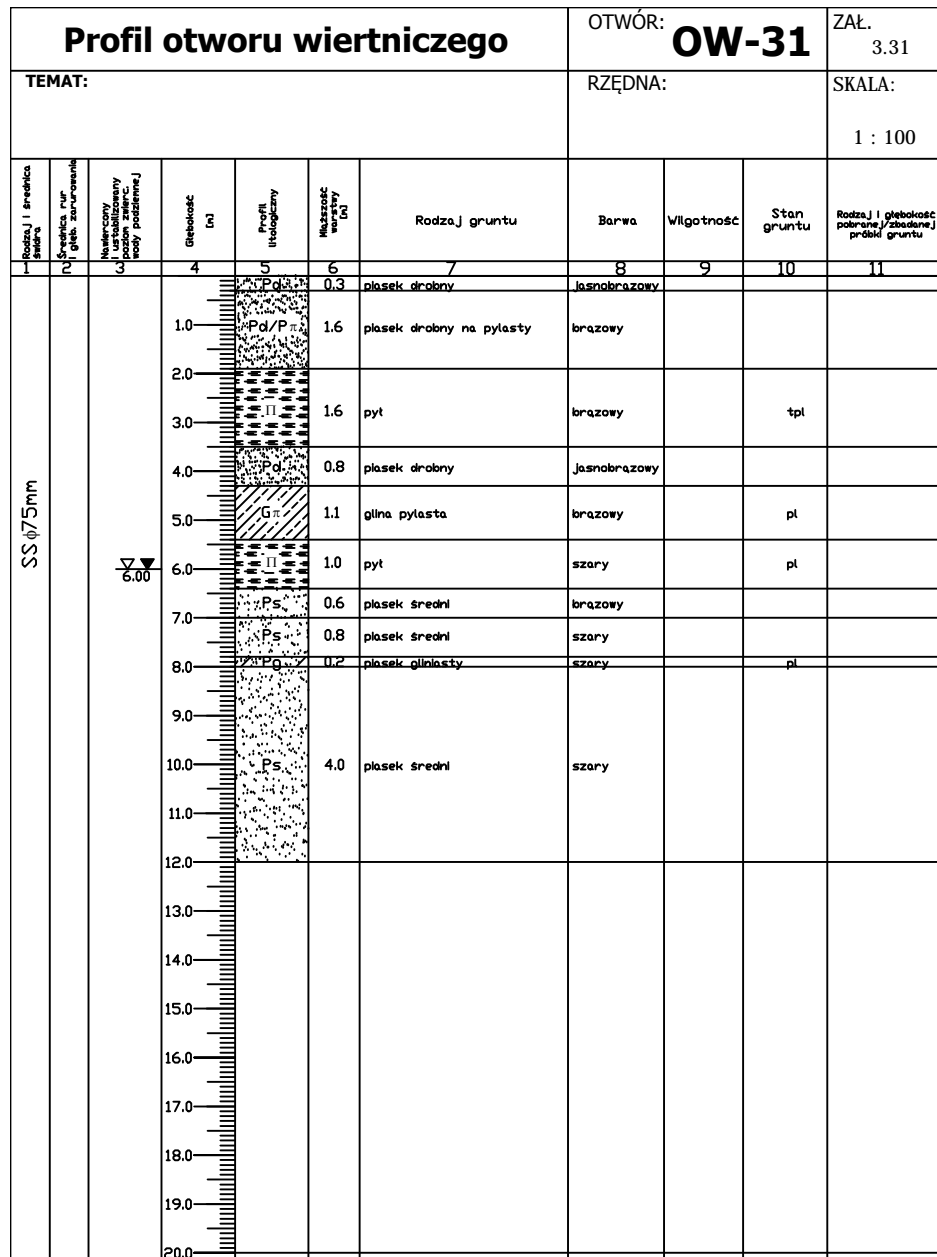 Profil otworu wiertniczego
OTWÓR: OW-31
ZAŁ.
3.31
TEMAT:
RZĘDNA:
SKALA:
1 : 100
Rodzaj i średnica
świdra
Średnica rur
i głęb. zarurowania
Nawiercony
i ustabilizowany
poziom zwierc.
wody podziemnej
Głębokość
[m]
Profil
litologiczny
Miąższość
warstwy
[m]
Rodzaj gruntu
Barwa
Wilgotność
Stan
gruntu
Rodzaj i głębokość
pobranej/zbadanej
próbki gruntu
1 2 3 4 5 6 7 8 9 10 11
Pd 0.3 piasek drobny jasnobrązowy
1.0 Pd/Pπ 1.6 piasek drobny na pylasty brązowy
2.0
Π 1.6 pył brązowy tpl
3.0
4.0 Pd 0.8 piasek drobny jasnobrązowy
5.0 Gπ 1.1 glina pylasta brązowy pl
SS ϕ75mm
6.00
6.0 Π 1.0 pył szary pl
Ps 0.6 piasek średni brązowy
7.0
Ps 0.8 piasek średni szary
8.0 Pg 0.2 piasek gliniasty szary pl
9.0
10.0 Ps 4.0 piasek średni szary
11.0
12.0
13.0
14.0
15.0
16.0
17.0
18.0
19.0
20.0